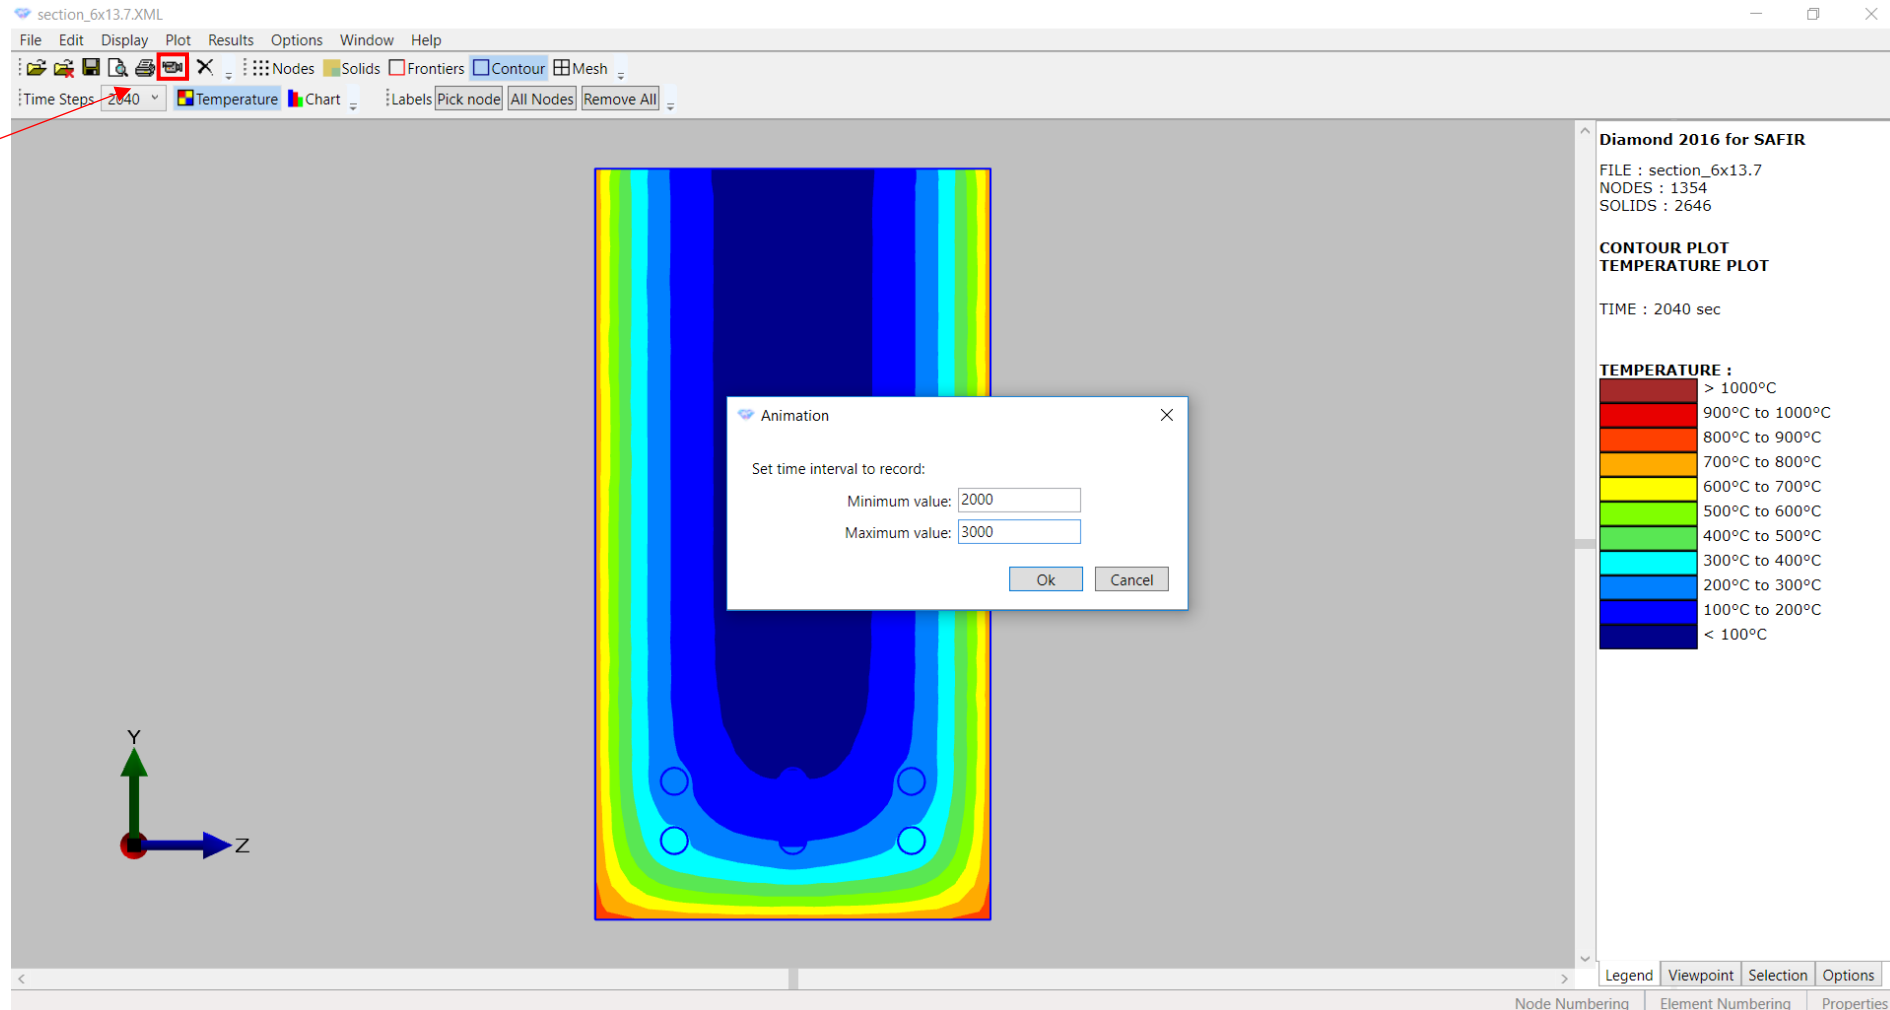 section_6x13.7.XML
File Edit Display Plot Results Options Window Help
Nodes Solids Frontiers Contour Mesh
Time Steps 2040 Temperature Chart Labels Pick node All Nodes Remove All
Diamond 2016 for SAFIR
FILE : section_6x13.7
NODES : 1354
SOLIDS : 2646
CONTOUR PLOT
TEMPERATURE PLOT
TIME : 2040 sec
TEMPERATURE :
> 1000°C
900°C to 1000°C
800°C to 900°C
700°C to 800°C
600°C to 700°C
500°C to 600°C
400°C to 500°C
300°C to 400°C
200°C to 300°C
100°C to 200°C
< 100°C
Animation
Set time interval to record:
Minimum value: 2000
Maximum value: 3000
Ok Cancel
Y
Z
Legend Viewpoint Selection Options
Node Numbering Element Numbering Properties